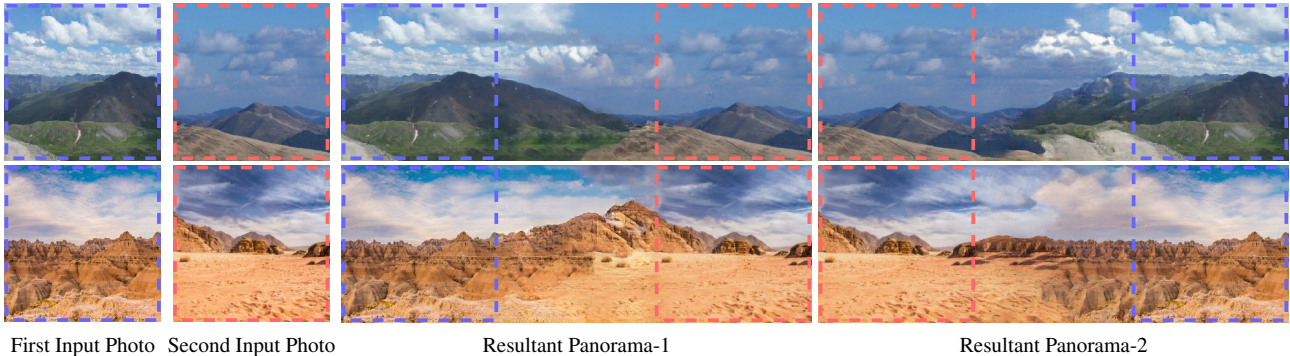 First Input Photo
Second Input Photo
Resultant Panorama-1
Resultant Panorama-2